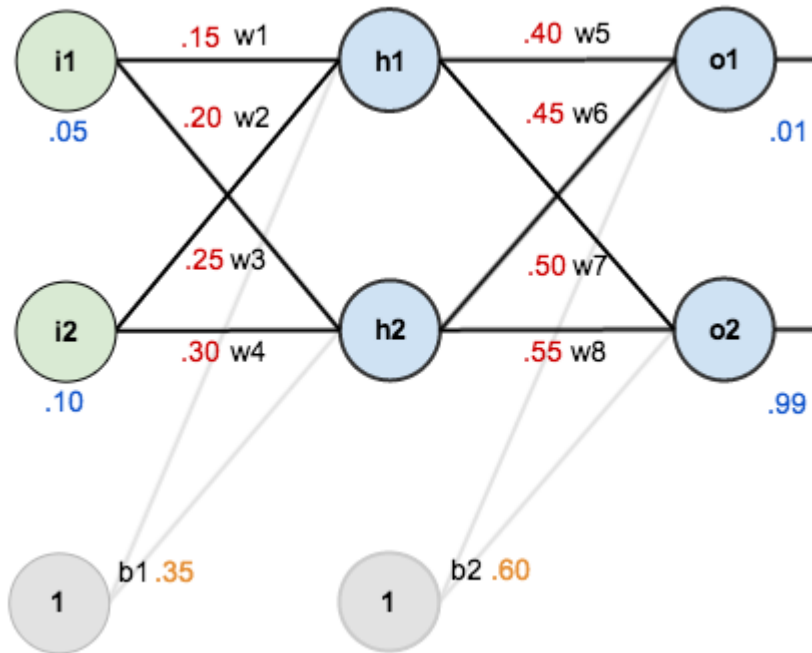 .15 w1
.40 w5
i1
h1
o1
.05
.20 w2
.45 w6
.01
.25 w3
.50 w7
i2
h2
o2
.30 w4
.55 w8
.10
.99
b1 .35
b2 .60
1
1